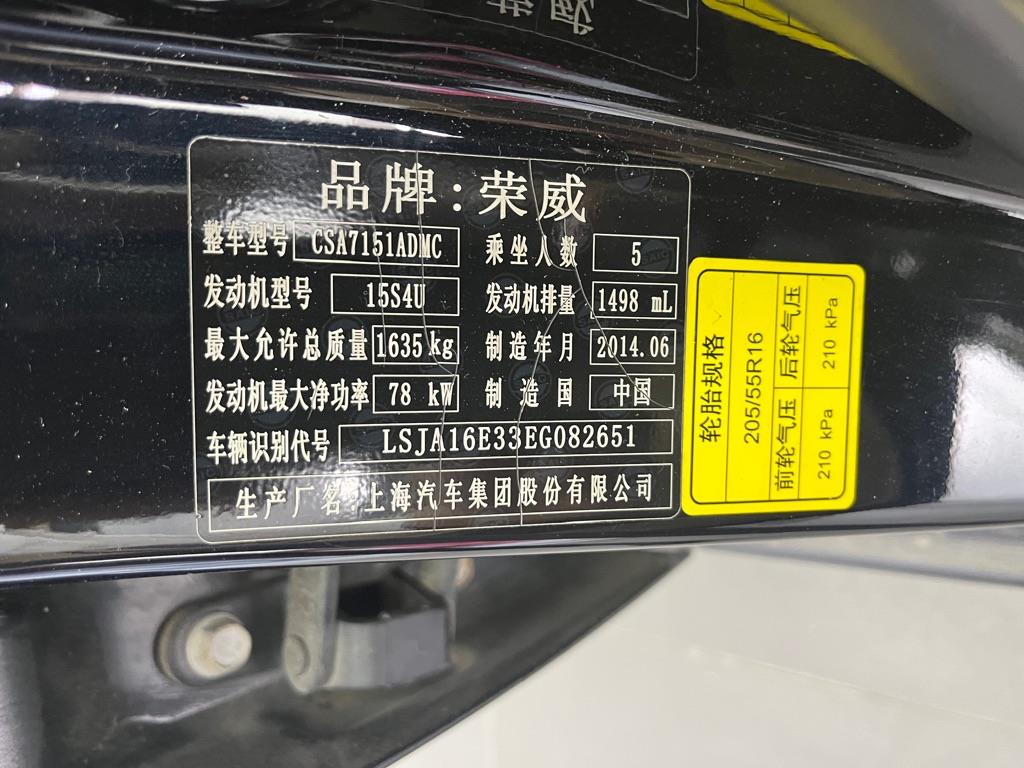 品牌:荣威
整车型号 CSA7151ADMC 乘坐人数 5
发动机型号 15S4U 发动机排量 1498 mL
最大允许总质量 1635 kg 制造年月 2014.06
发动机最大净功率 78 kW 制造国 中国
车辆识别代号 LSJA16E33EG082651
生产厂名:上海汽车集团股份有限公司
轮胎规格
205/55R16
前轮气压 后轮气压
210 kPa 210 kPa